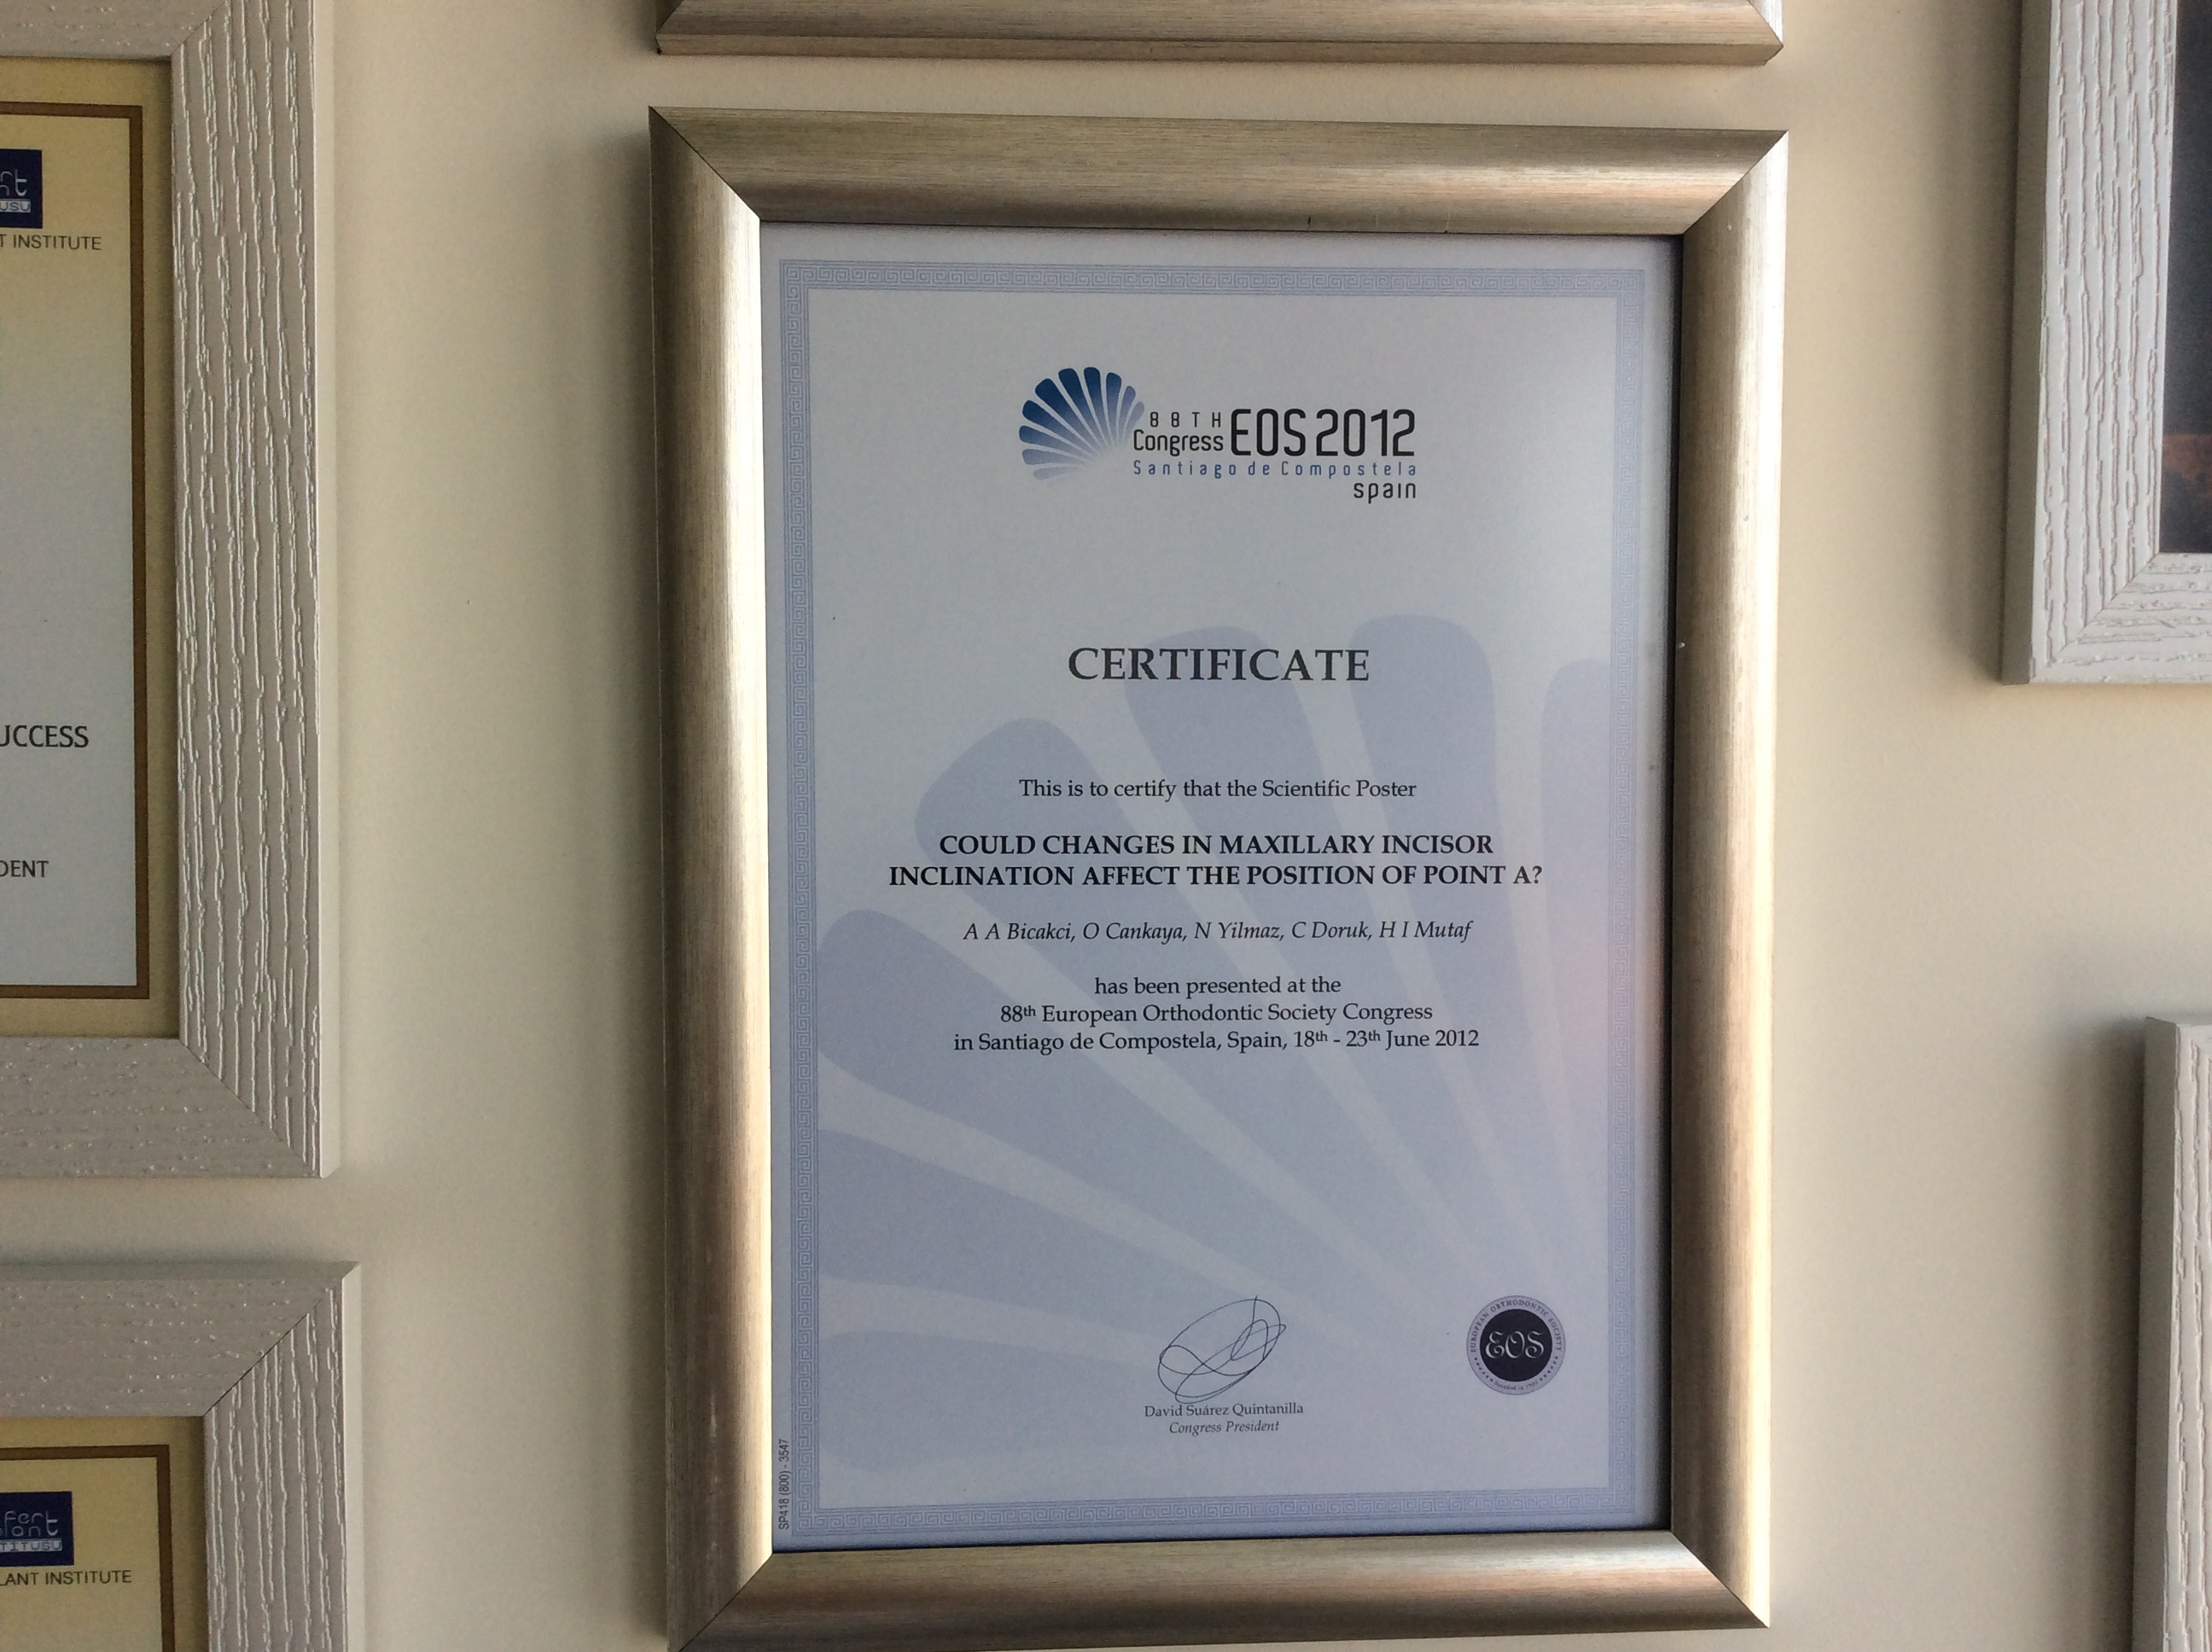 T INSTITUTE
UCCESS
DENT
88TH
Congress EOS 2012
Santiago de Compostela
spain
CERTIFICATE
This is to certify that the Scientific Poster
COULD CHANGES IN MAXILLARY INCISOR
INCLINATION AFFECT THE POSITION OF POINT A?
A A Bicakci, O Cankaya, N Yilmaz, C Doruk, H I Mutaf
has been presented at the
88th European Orthodontic Society Congress
in Santiago de Compostela, Spain, 18th - 23th June 2012
David Suárez Quintanilla
Congress President
EUROPEAN ORTHODONTIC SOCIETY
EOS
SP418 (800) - 3547
LANT INSTITUTE